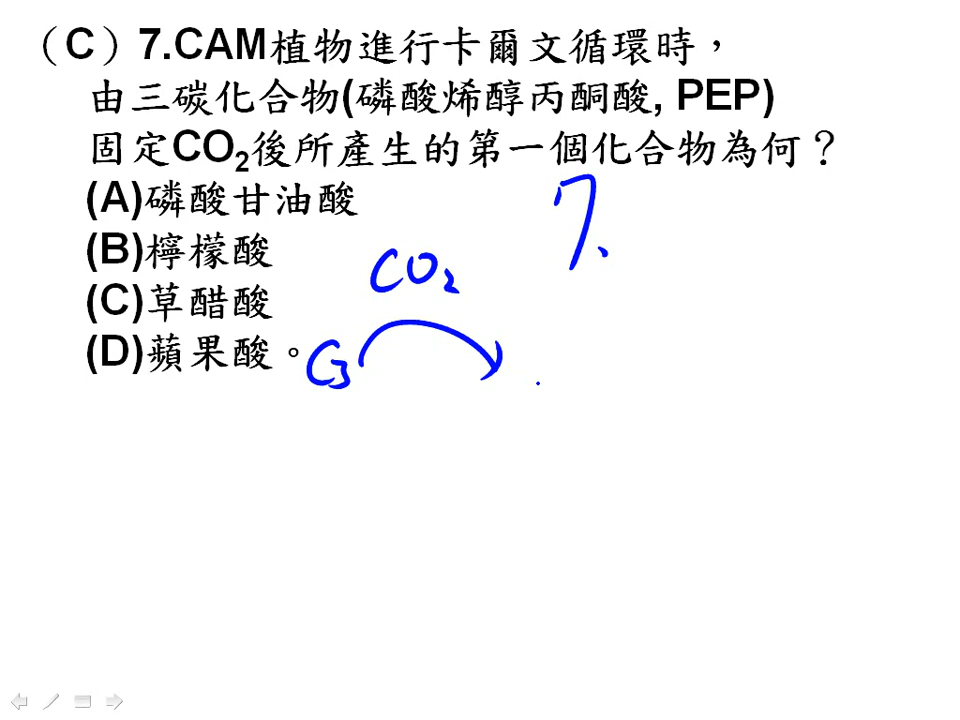 （C）7.CAM植物進行卡爾文循環時，
由三碳化合物(磷酸烯醇丙酮酸, PEP)
固定CO₂後所產生的第一個化合物為何？
(A)磷酸甘油酸
(B)檸檬酸
(C)草醋酸
(D)蘋果酸。
7.
CO₂
C₃